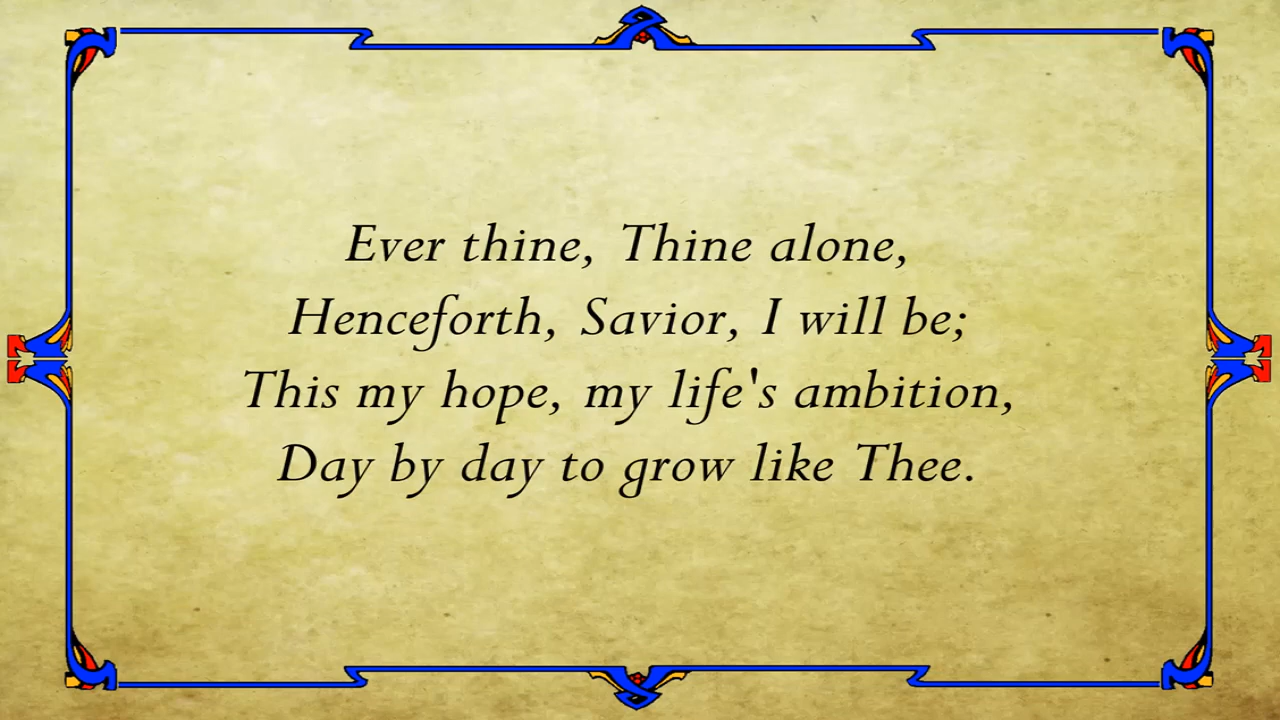 Ever thine, Thine alone,
Henceforth, Savior, I will be;
This my hope, my life's ambition,
Day by day to grow like Thee.